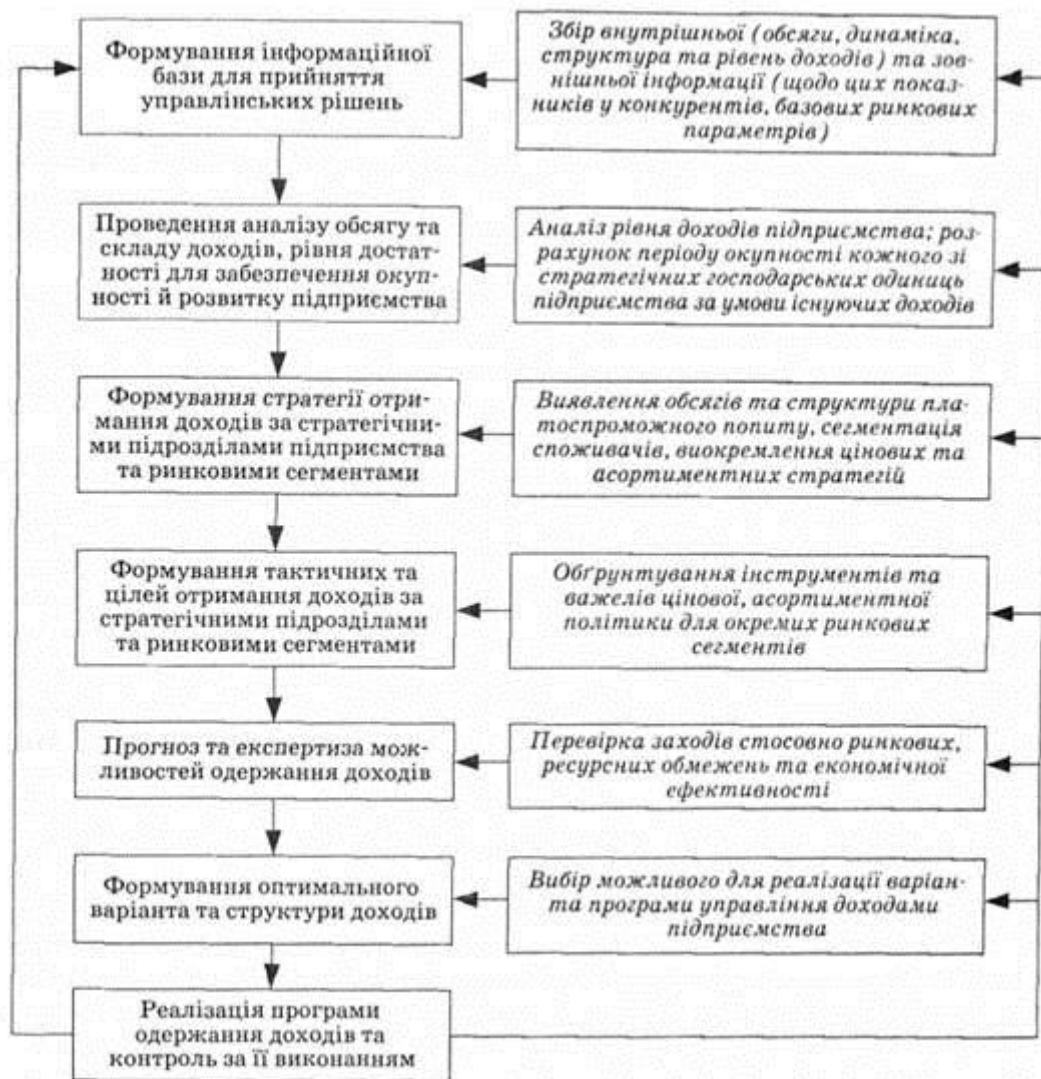 Формування інформаційної
бази для прийняття
управлінських рішень
Збір внутрішньої (обсяги, динаміка,
структура та рівень доходів) та зов-
нішньої інформації (щодо цих показ-
ників у конкурентів, базових ринкових
параметрів)
Проведення аналізу обсягу та
складу доходів, рівня достат-
ності для забезпечення окуп-
ності й розвитку підприємства
Аналіз рівня доходів підприємства; роз-
рахунок періоду окупності кожного зі
стратегічних господарських одиниць
підприємства за умови існуючих доходів
Формування стратегії отри-
мання доходів за стратегічни-
ми підрозділами підприємства
та ринковими сегментами
Виявлення обсягів та структури пла-
тоспроможного попиту, сегментація
споживачів, виокремлення цінових та
асортиментних стратегій
Формування тактичних та
цілей отримання доходів за
стратегічними підрозділами
та ринковими сегментами
Обґрунтування інструментів та
важелів цінової, асортиментної
політики для окремих ринкових
сегментів
Прогноз та експертиза мож-
ливостей одержання доходів
Перевірка заходів стосовно ринкових,
ресурсних обмежень та економічної
ефективності
Формування оптимального
варіанта та структури доходів
Вибір можливого для реалізації варіан-
та програми управління доходами
підприємства
Реалізація програми
одержання доходів та
контроль за її виконанням